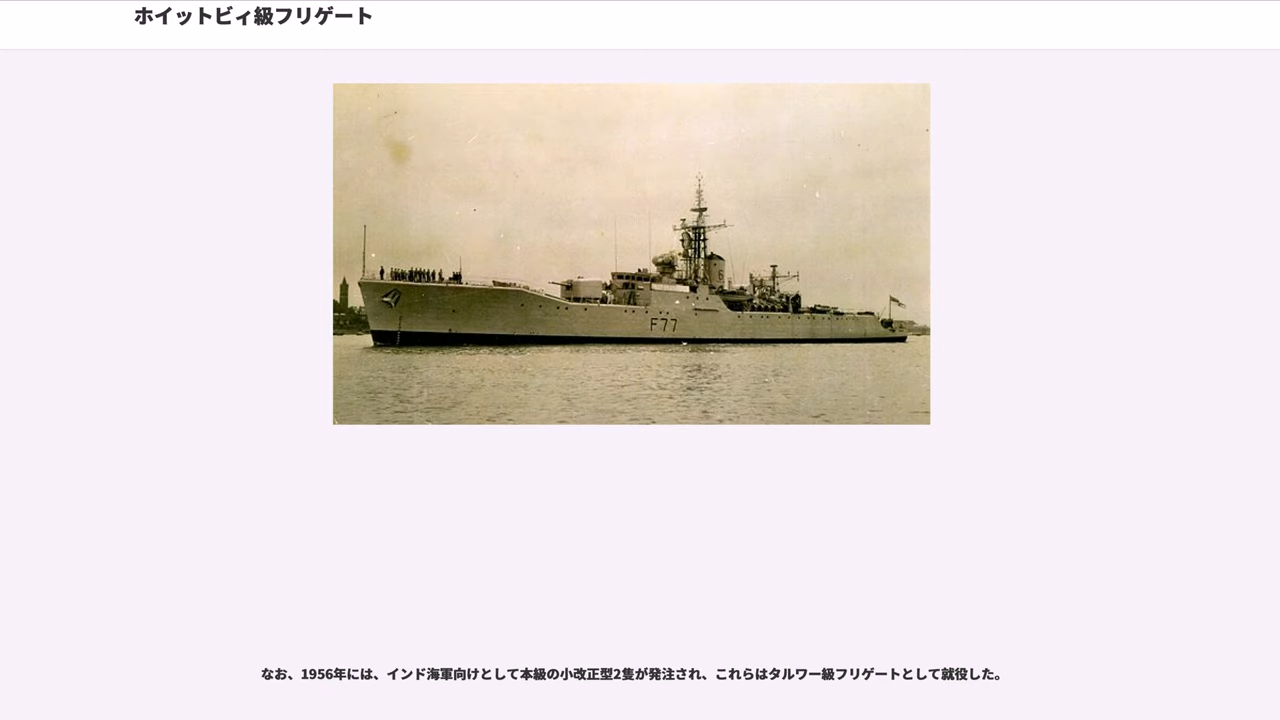 ホイットビィ級フリゲート
F77
なお、1956年には、インド海軍向けとして本級の小改正型2隻が発注され、これらはタルワー級フリゲートとして就役した。